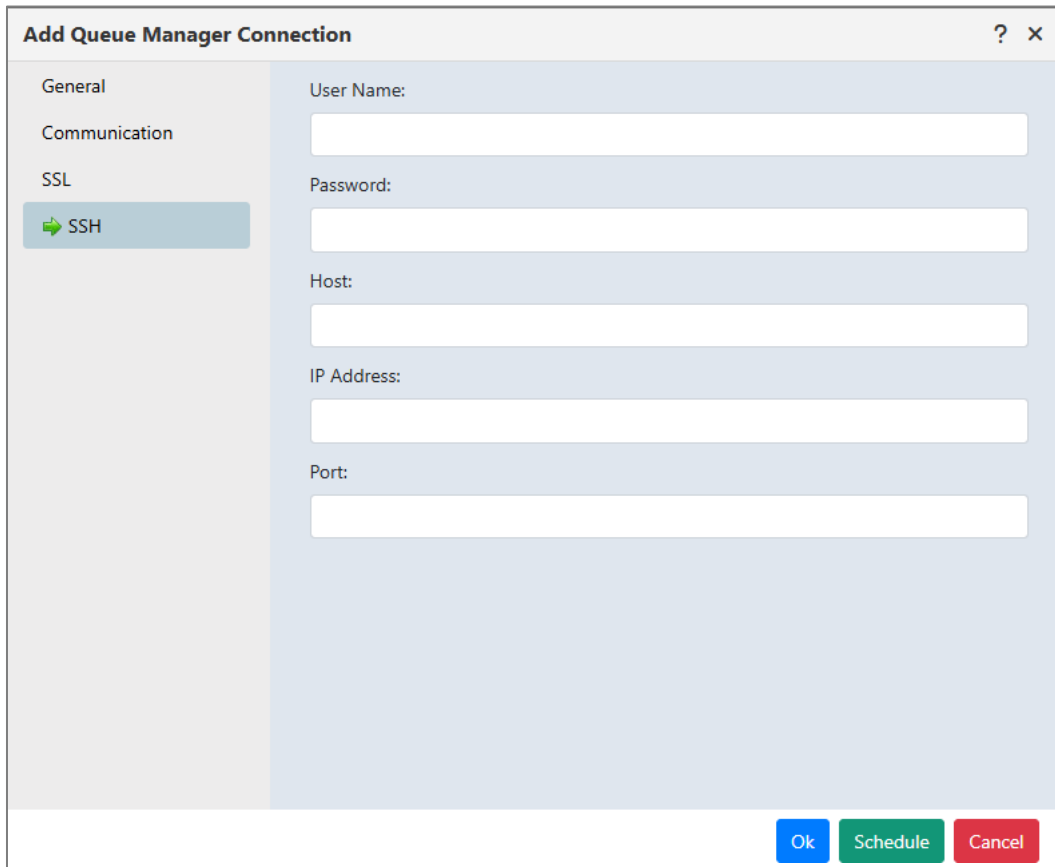 Add Queue Manager Connection
? ×
General
Communication
SSL
SSH
User Name:
Password:
Host:
IP Address:
Port:
Ok
Schedule
Cancel